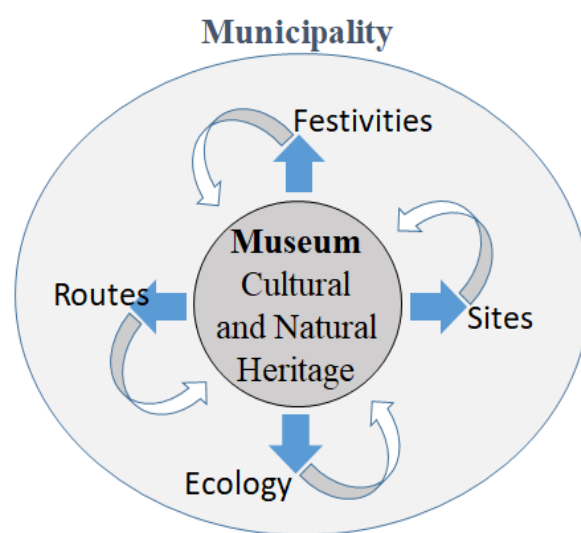 Municipality
Festivities
Museum
Cultural
and Natural
Heritage
Routes
Sites
Ecology